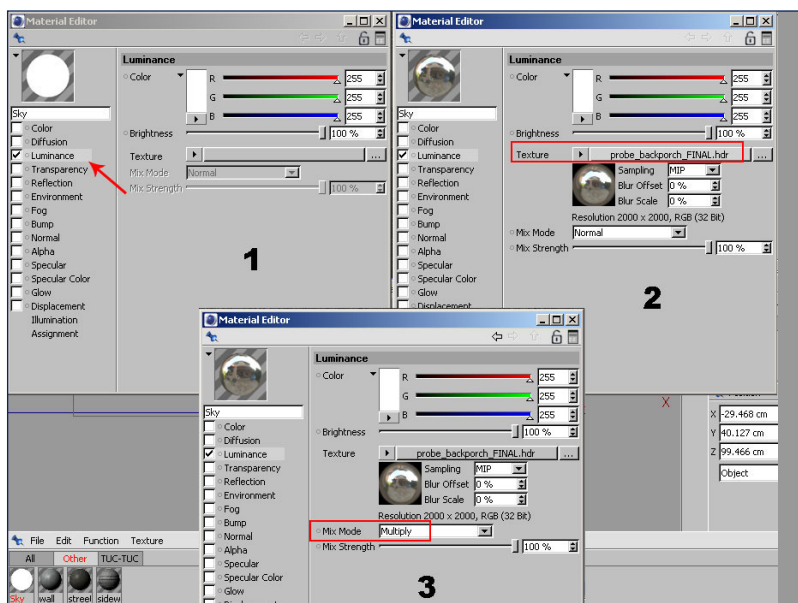 Material Editor
Luminance
Color
R
255
G
255
B
255
Brightness
100 %
Texture
...
Mix Mode
Normal
Mix Strength
100 %
Sky
Color
Diffusion
Luminance
Transparency
Reflection
Environment
Fog
Bump
Normal
Alpha
Specular
Specular Color
Glow
Displacement
Illumination
Assignment
1
Material Editor
Luminance
Color
R
255
G
255
B
255
Brightness
100 %
Texture
probe_backporch_FINAL.hdr
...
Sampling
MIP
Blur Offset
0 %
Blur Scale
0 %
Resolution 2000 x 2000, RGB (32 Bit)
Mix Mode
Normal
Mix Strength
100 %
Sky
Color
Diffusion
Luminance
Transparency
Reflection
Environment
Fog
Bump
Normal
Alpha
Specular
Specular Color
Glow
Displacement
2
Material Editor
Luminance
Color
R
255
G
255
B
255
Brightness
100 %
Texture
probe_backporch_FINAL.hdr
...
Sampling
MIP
Blur Offset
0 %
Blur Scale
0 %
Resolution 2000 x 2000, RGB (32 Bit)
Mix Mode
Multiply
Mix Strength
100 %
Sky
Color
Diffusion
Luminance
Transparency
Reflection
Environment
Fog
Bump
Normal
Alpha
Specular
Specular Color
Glow
3
X
X -29.468 cm
Y 40.127 cm
Z 99.466 cm
Object
File Edit Function Texture
All Other TUC-TUC
Sky wall streel sidew